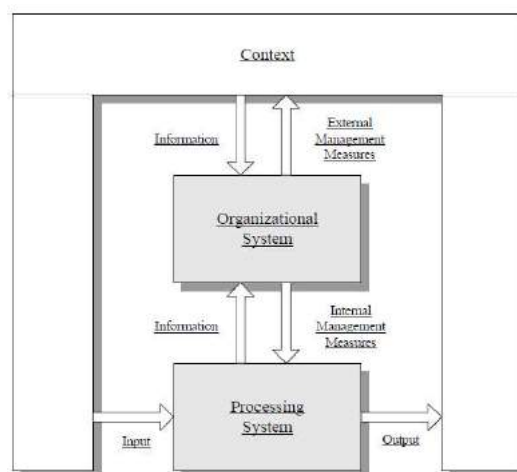 Context
Information
External
Management
Measures
Organizational
System
Information
Internal
Management
Measures
Processing
System
Input
Output